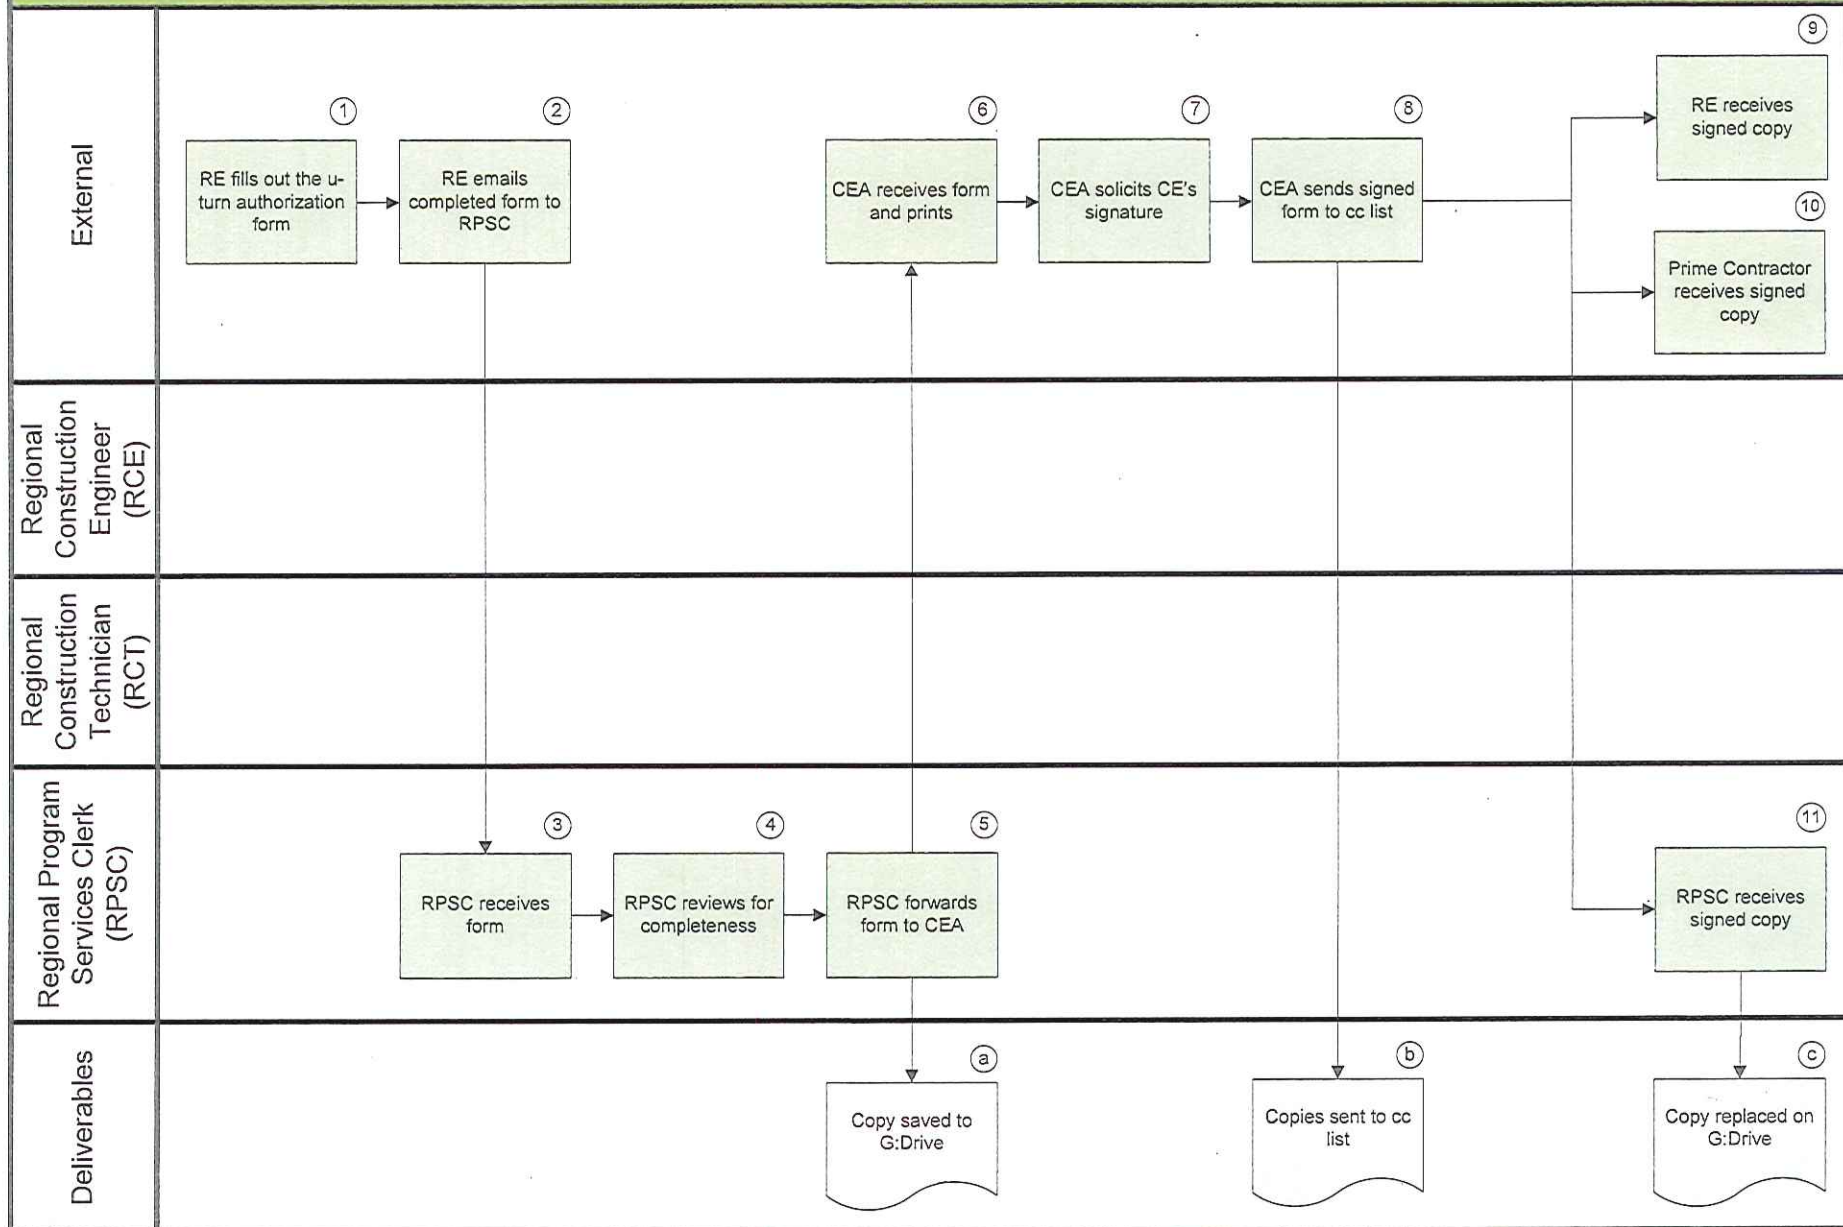 External
1
RE fills out the u-
turn authorization
form
2
RE emails
completed form to
RPSC
6
CEA receives form
and prints
7
CEA solicits CE's
signature
8
CEA sends signed
form to cc list
9
RE receives
signed copy
10
Prime Contractor
receives signed
copy
Regional
Construction
Engineer
(RCE)
Regional
Construction
Technician
(RCT)
Regional Program
Services Clerk
(RPSC)
3
RPSC receives
form
4
RPSC reviews for
completeness
5
RPSC forwards
form to CEA
11
RPSC receives
signed copy
Deliverables
a
Copy saved to
G:Drive
b
Copies sent to cc
list
c
Copy replaced on
G:Drive